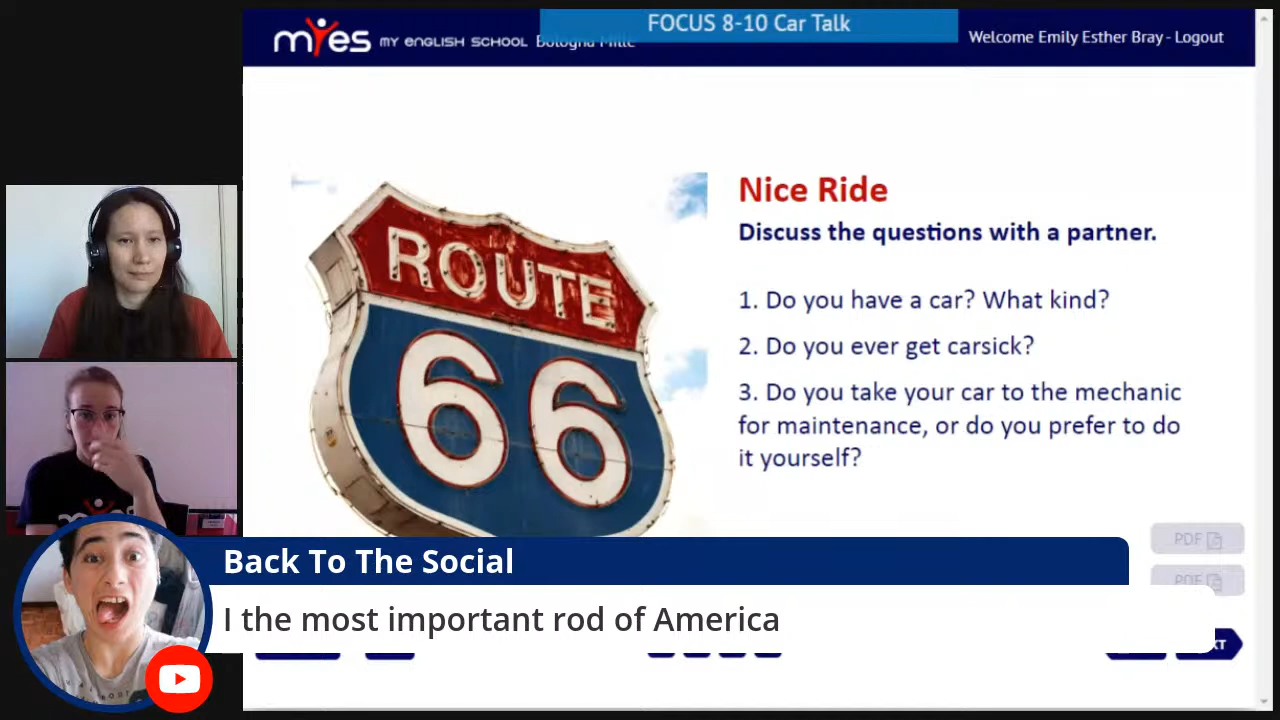 FOCUS 8-10 Car Talk
myes MY ENGLISH SCHOOL Bologna Mille
Welcome Emily Esther Bray - Logout
ROUTE
66
Nice Ride
Discuss the questions with a partner.
1. Do you have a car? What kind?
2. Do you ever get carsick?
3. Do you take your car to the mechanic
for maintenance, or do you prefer to do
it yourself?
PDF
PDF
Back To The Social
I the most important rod of America